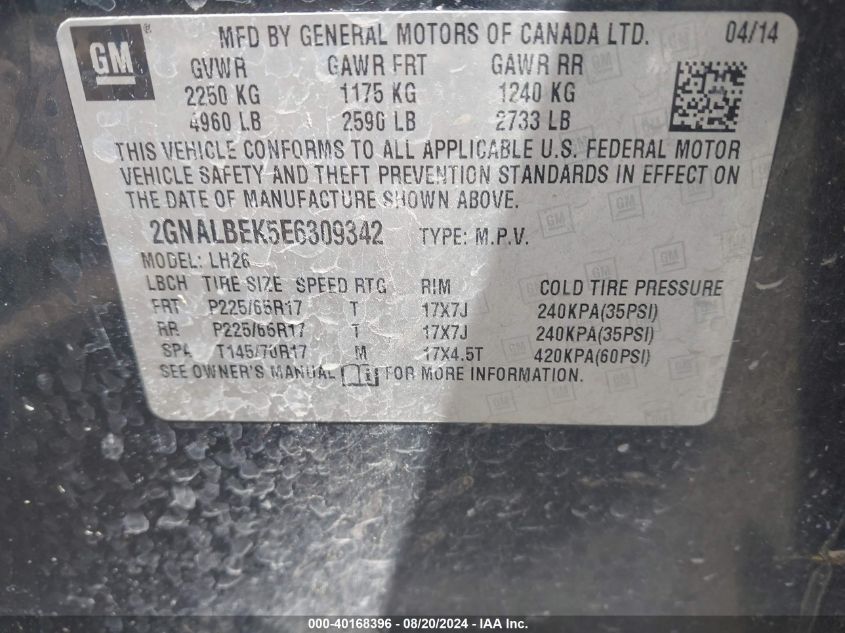 GM ®
MFD BY GENERAL MOTORS OF CANADA LTD. 04/14
GVWR GAWR FRT GAWR RR
2250 KG 1175 KG 1240 KG
4960 LB 2590 LB 2733 LB
THIS VEHICLE CONFORMS TO ALL APPLICABLE U.S. FEDERAL MOTOR
VEHICLE SAFETY AND THEFT PREVENTION STANDARDS IN EFFECT ON
THE DATE OF MANUFACTURE SHOWN ABOVE.
2GNALBEK5E6309342 TYPE: M.P.V.
MODEL: LH26
LBCH TIRE SIZE SPEED RTG RIM COLD TIRE PRESSURE
FRT P225/65R17 T 17X7J 240KPA(35PSI)
RR P225/65R17 T 17X7J 240KPA(35PSI)
SPA T145/70R17 M 17X4.5T 420KPA(60PSI)
SEE OWNER'S MANUAL FOR MORE INFORMATION.
000-40168396 - 08/20/2024 - IAA Inc.